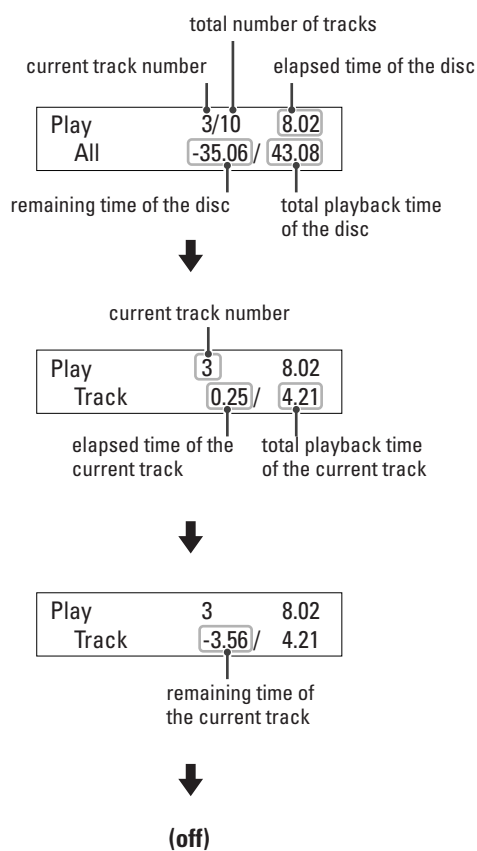 total number of tracks
current track number elapsed time of the disc
Play 3/10 8.02
All -35.06/ 43.08
remaining time of the disc total playback time
of the disc
current track number
Play 3 8.02
Track 0.25/ 4.21
elapsed time of the total playback time
current track of the current track
Play 3 8.02
Track -3.56/ 4.21
remaining time of
the current track
(off)